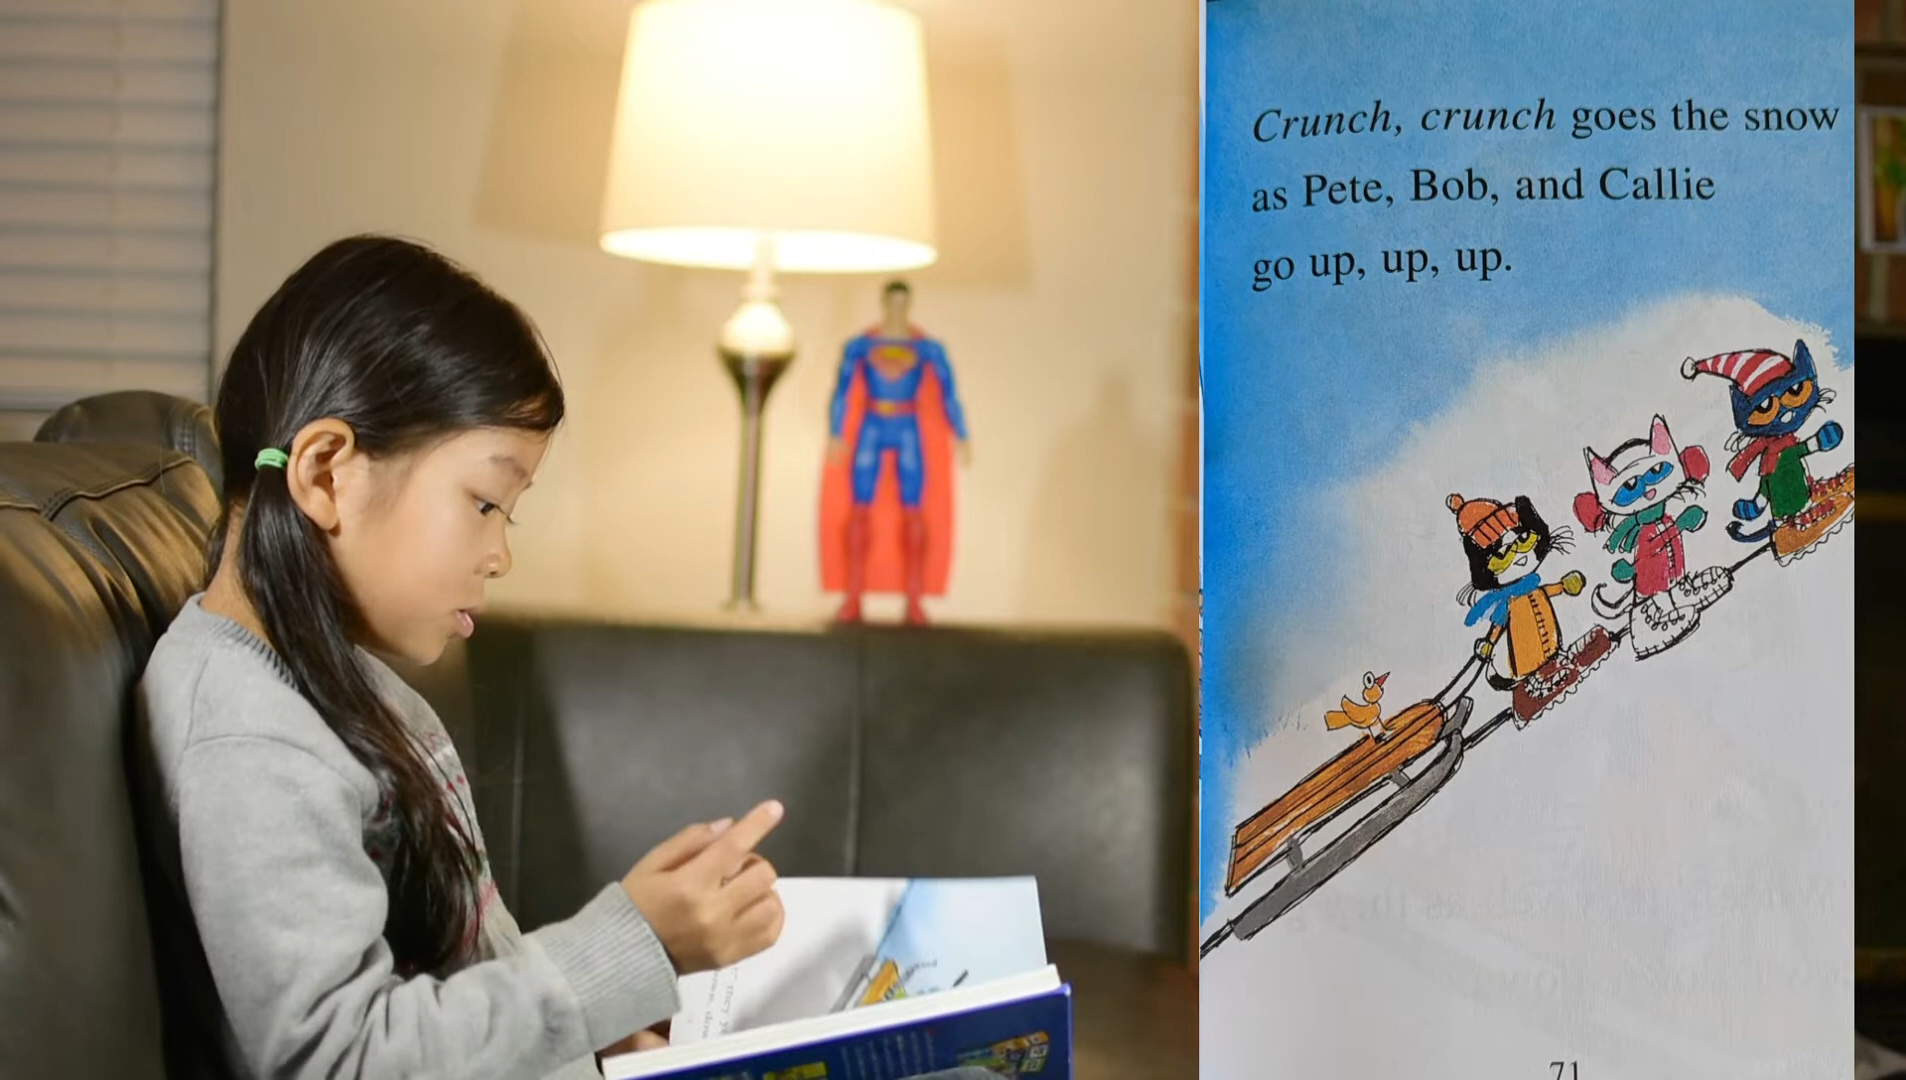 Crunch, crunch goes the snow
as Pete, Bob, and Callie
go up, up, up.
71